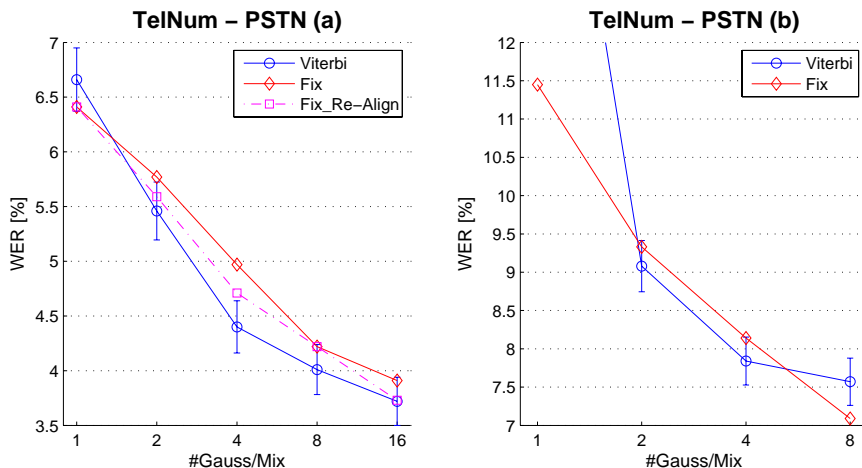 TelNum − PSTN (a)
7
6.5
6
5.5
5
4.5
4
3.5
WER [%]
1
2
4
8
16
#Gauss/Mix
Viterbi
Fix
Fix_Re−Align
TelNum − PSTN (b)
12
11.5
11
10.5
10
9.5
9
8.5
8
7.5
7
WER [%]
1
2
4
8
#Gauss/Mix
Viterbi
Fix